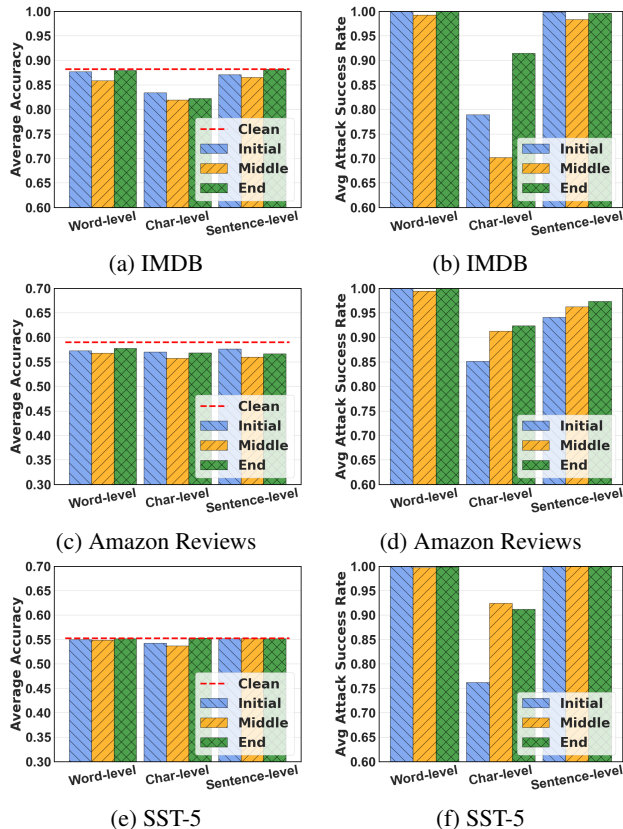 Average Accuracy
1.00
0.95
0.90
0.85
0.80
0.75
0.70
0.65
0.60
Clean
Initial
Middle
End
Word-level
Char-level
Sentence-level
(a) IMDB
Avg Attack Success Rate
1.00
0.95
0.90
0.85
0.80
0.75
0.70
0.65
0.60
Initial
Middle
End
Word-level
Char-level
Sentence-level
(b) IMDB
Average Accuracy
0.70
0.65
0.60
0.55
0.50
0.45
0.40
0.35
0.30
Clean
Initial
Middle
End
Word-level
Char-level
Sentence-level
(c) Amazon Reviews
Avg Attack Success Rate
1.00
0.95
0.90
0.85
0.80
0.75
0.70
0.65
0.60
Initial
Middle
End
Word-level
Char-level
Sentence-level
(d) Amazon Reviews
Average Accuracy
0.70
0.65
0.60
0.55
0.50
0.45
0.40
0.35
0.30
Clean
Initial
Middle
End
Word-level
Char-level
Sentence-level
(e) SST-5
Avg Attack Success Rate
1.00
0.95
0.90
0.85
0.80
0.75
0.70
0.65
0.60
Initial
Middle
End
Word-level
Char-level
Sentence-level
(f) SST-5